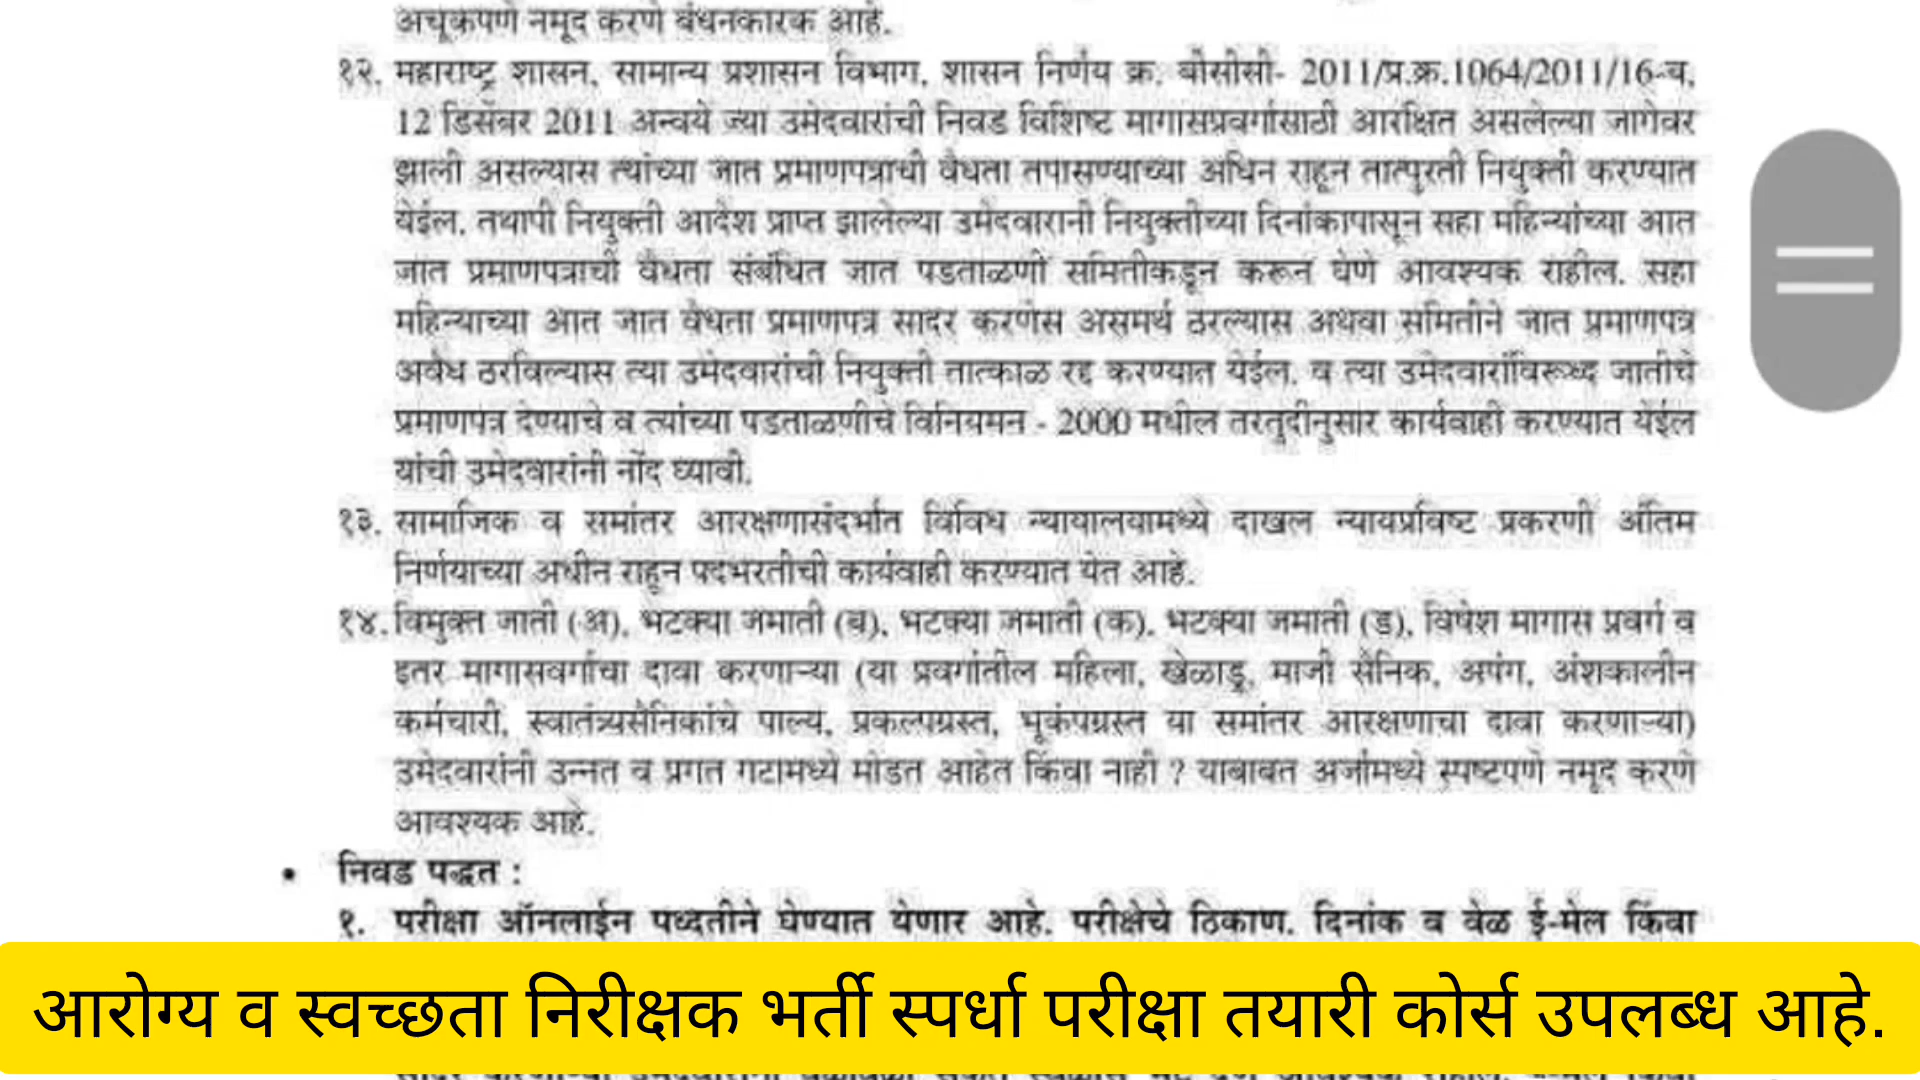 अचूकपणे नमूद करणे बंधनकारक आहे.
१२. महाराष्ट्र शासन, सामान्य प्रशासन विभाग, शासन निर्णय क्र. बीसीसी- 2011/प्र.क्र.1064/2011/16-ब,
12 डिसेंबर 2011 अन्वये ज्या उमेदवारांची निवड विशिष्ट मागासप्रवर्गासाठी आरक्षित असलेल्या जागेवर
झाली असल्यास त्यांच्या जात प्रमाणपत्राची वैधता तपासण्याच्या अधिन राहून तात्पुरती नियुक्ती करण्यात
येईल. तथापी नियुक्ती आदेश प्राप्त झालेल्या उमेदवारानी नियुक्तीच्या दिनांकापासून सहा महिन्यांच्या आत
जात प्रमाणपत्राची वैधता संबंधित जात पडताळणी समितीकडून करून घेणे आवश्यक राहील. सहा
महिन्याच्या आत जात वैधता प्रमाणपत्र सादर करणेस असमर्थ ठरल्यास अथवा समितीने जात प्रमाणपत्र
अवैध ठरविल्यास त्या उमेदवारांची नियुक्ती तात्काळ रद्द करण्यात येईल. व त्या उमेदवारांविरूध्द जातीचे
प्रमाणपत्र देण्याचे व त्यांच्या पडताळणीचे विनियमन - 2000 मधील तरतुदीनुसार कार्यवाही करण्यात येईल
यांची उमेदवारांनी नोंद घ्यावी.
१३. सामाजिक व समांतर आरक्षणासंदर्भात विविध न्यायालयामध्ये दाखल न्यायप्रविष्ट प्रकरणी अंतिम
निर्णयाच्या अधीन राहून पदभरतीची कार्यवाही करण्यात येत आहे.
१४. विमुक्त जाती (अ), भटक्या जमाती (ब), भटक्या जमाती (क), भटक्या जमाती (ड), विषेश मागास प्रवर्ग व
इतर मागासवर्गाचा दावा करणाऱ्या (या प्रवर्गातील महिला, खेळाडू, माजी सैनिक, अपंग, अंशकालीन
कर्मचारी, स्वातंत्र्यसैनिकांचे पाल्य, प्रकल्पग्रस्त, भूकंपग्रस्त या समांतर आरक्षणाचा दावा करणाऱ्या)
उमेदवारांनी उन्नत व प्रगत गटामध्ये मोडत आहेत किंवा नाही ? याबाबत अर्जामध्ये स्पष्टपणे नमूद करणे
आवश्यक आहे.
• निवड पद्धत :
१. परीक्षा ऑनलाईन पध्दतीने घेण्यात येणार आहे. परीक्षेचे ठिकाण, दिनांक व वेळ ई-मेल किंवा
आरोग्य व स्वच्छता निरीक्षक भर्ती स्पर्धा परीक्षा तयारी कोर्स उपलब्ध आहे.